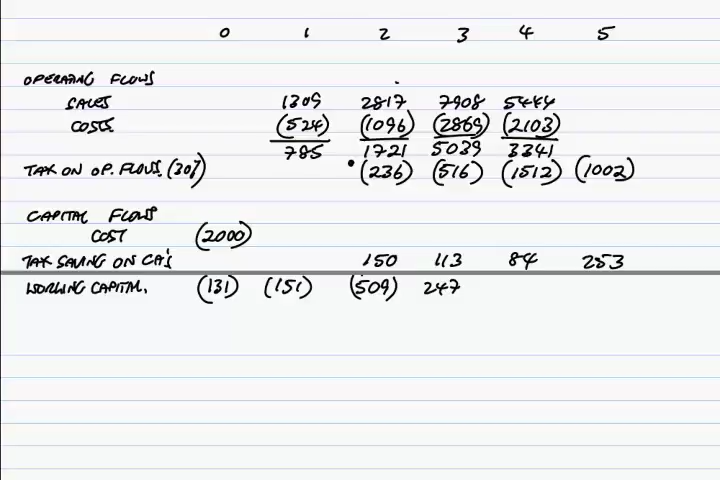 0 1 2 3 4 5
OPERATING FLOWS
SALES 1309 2817 7908 5444
COSTS (524) (1096) (2869) (2103)
785 1721 5039 3341
TAX ON OP. FLOWS (30%) (236) (516) (1512) (1002)
CAPITAL FLOWS
COST (2000)
TAX SAVING ON CA's 150 113 84 253
WORKING CAPITAL. (131) (151) (509) 247